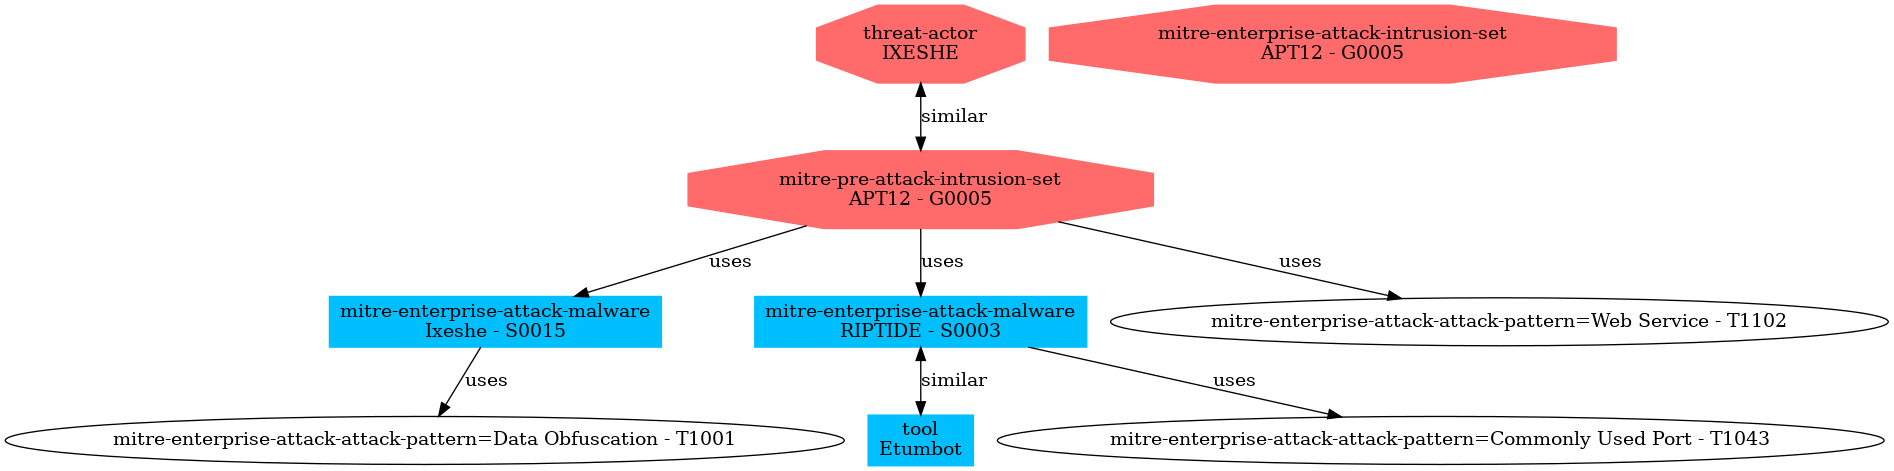 threat-actor
IXESHE
mitre-enterprise-attack-intrusion-set
APT12 - G0005
similar
mitre-pre-attack-intrusion-set
APT12 - G0005
uses
uses
uses
mitre-enterprise-attack-malware
Ixeshe - S0015
mitre-enterprise-attack-malware
RIPTIDE - S0003
mitre-enterprise-attack-attack-pattern=Web Service - T1102
uses
similar
uses
mitre-enterprise-attack-attack-pattern=Data Obfuscation - T1001
tool
Etumbot
mitre-enterprise-attack-attack-pattern=Commonly Used Port - T1043